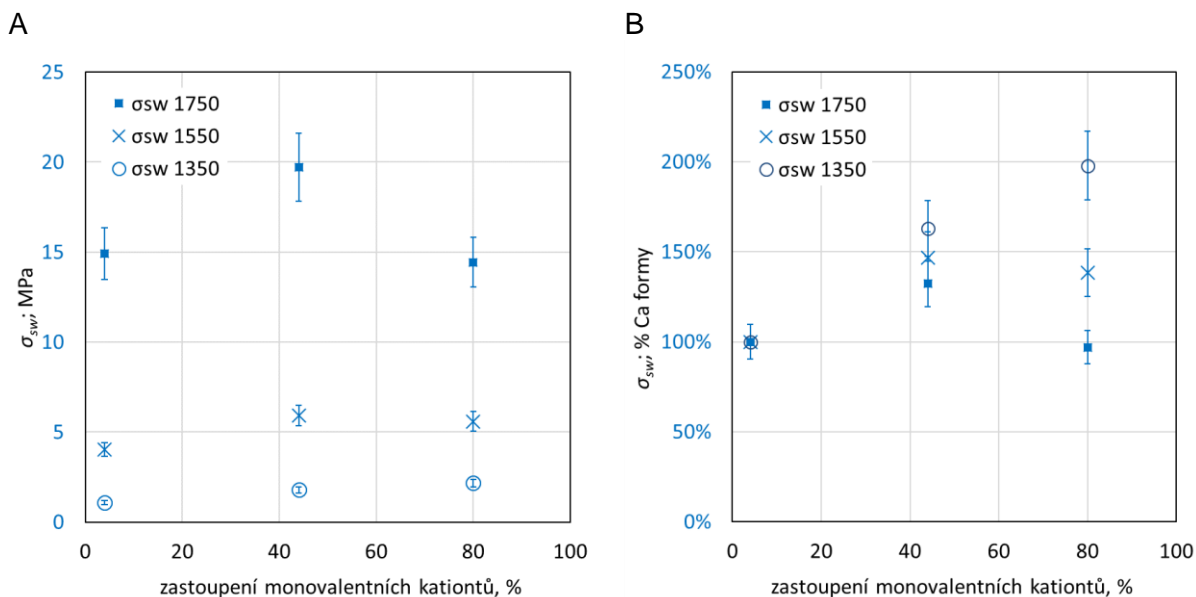 A
25
20
15
10
5
0
0 20 40 60 80 100
σsw 1750
σsw 1550
σsw 1350
σsw; MPa
zastoupení monovalentních kationtů, %
B
250%
200%
150%
100%
50%
0%
0 20 40 60 80 100
σsw 1750
σsw 1550
σsw 1350
σsw; % Ca formy
zastoupení monovalentních kationtů, %